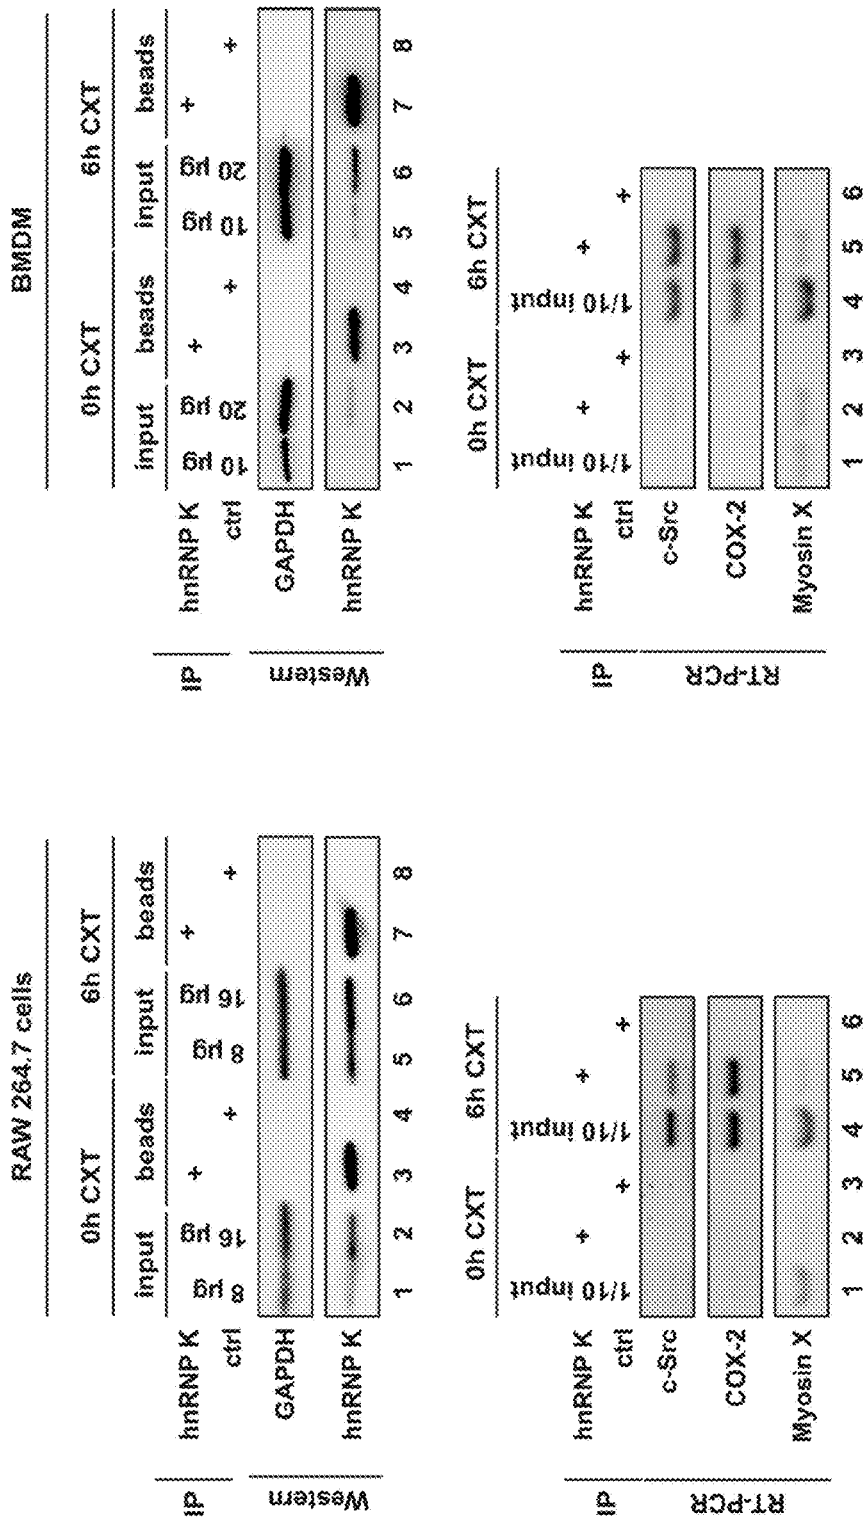 RAW 264.7 cells
0h CXT 6h CXT
input beads input beads
8 µg 16 µg 8 µg 16 µg
IP
hnRNP K + +
ctrl + +
Western
GAPDH
hnRNP K
1 2 3 4 5 6 7 8
0h CXT 6h CXT
1/10 input 1/10 input
IP
hnRNP K + +
ctrl + +
RT-PCR
c-Src
COX-2
Myosin X
1 2 3 4 5 6
BMDM
0h CXT 6h CXT
input beads input beads
10 µg 20 µg 10 µg 20 µg
IP
hnRNP K + +
ctrl + +
Western
GAPDH
hnRNP K
1 2 3 4 5 6 7 8
0h CXT 6h CXT
1/10 input 1/10 input
IP
hnRNP K + +
ctrl + +
RT-PCR
c-Src
COX-2
Myosin X
1 2 3 4 5 6